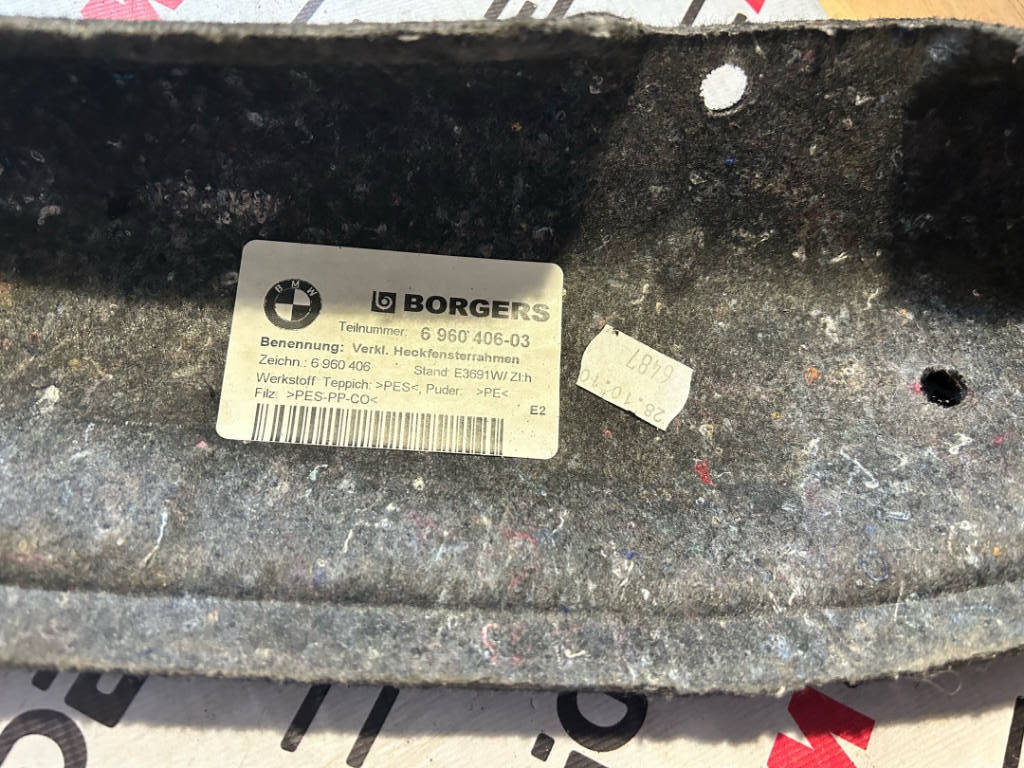 BMW
BORGERS
Teilnummer: 6 960 406-03
Benennung: Verkl. Heckfensterrahmen
Zeichn.: 6 960 406 Stand: E3691W/ ZI:h
Werkstoff Teppich: >PES<, Puder: >PE<
Filz: >PES-PP-CO<
E2
6487
28.10.10